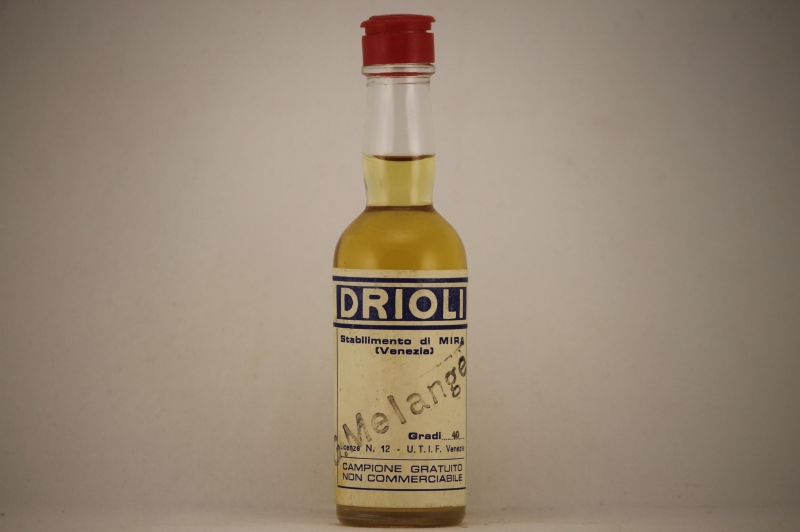 DRIOLI
Stabilimento di MIRA
(Venezia)
Melange
Gradi 40
N. 12 - U. T. I. F. Venezia
CAMPIONE GRATUITO
NON COMMERCIABILE